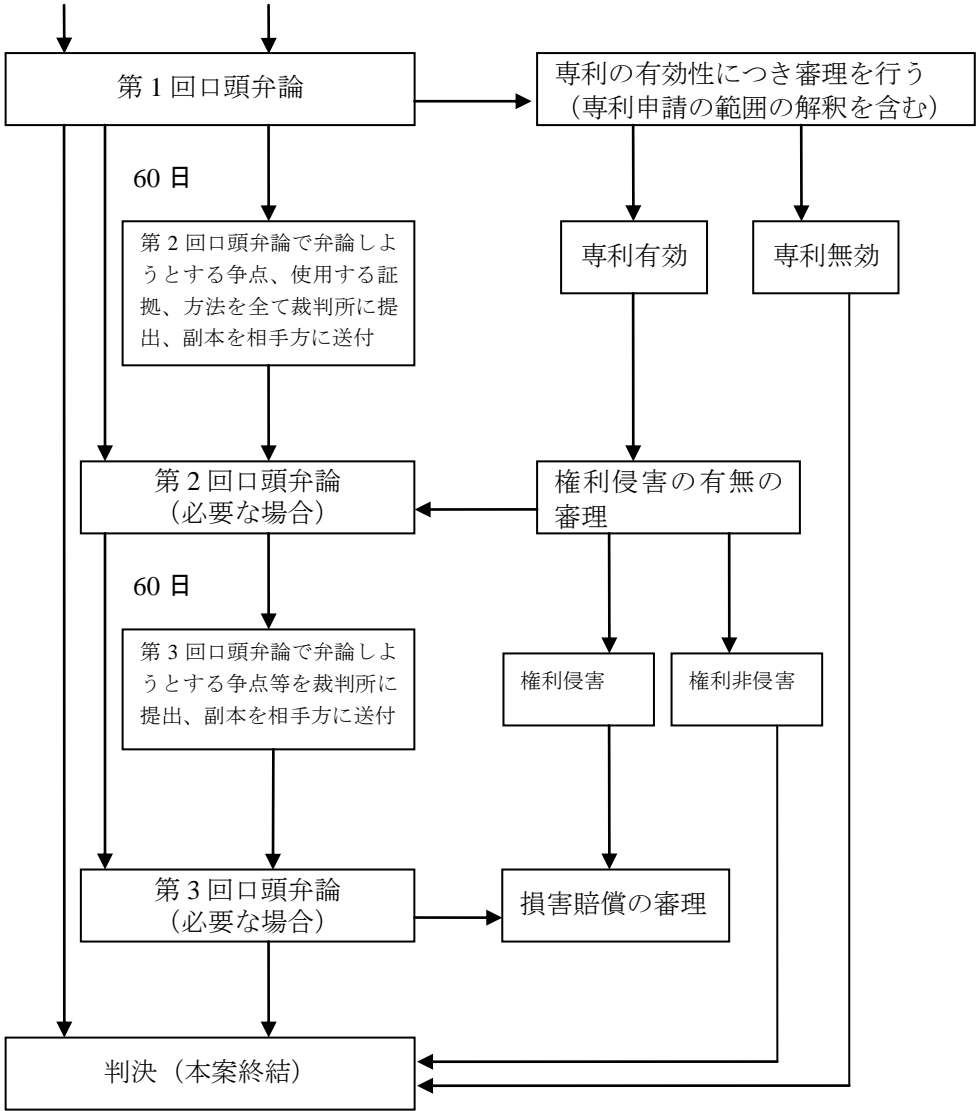 第1回口頭弁論
専利の有効性につき審理を行う
（専利申請の範囲の解釈を含む）
60 日
第2回口頭弁論で弁論しよ
うとする争点、使用する証
拠、方法を全て裁判所に提
出、副本を相手方に送付
専利有効
専利無効
第2回口頭弁論
（必要な場合）
権利侵害の有無の
審理
60 日
第3回口頭弁論で弁論しよ
うとする争点等を裁判所に
提出、副本を相手方に送付
権利侵害
権利非侵害
第3回口頭弁論
（必要な場合）
損害賠償の審理
判決（本案終結）